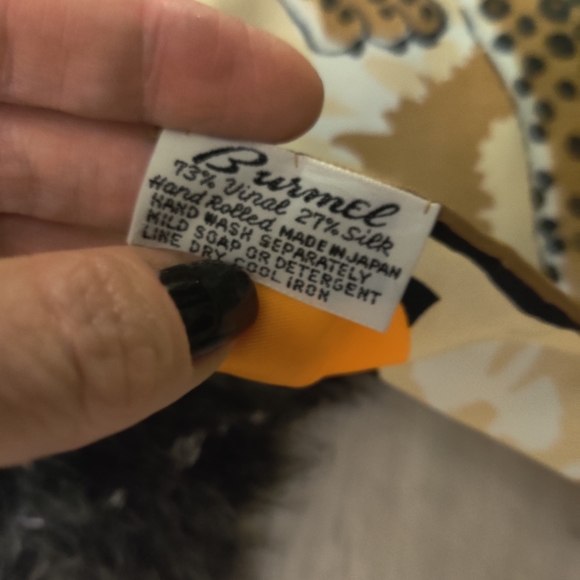 Burmel
73% Vinal 27% Silk
Hand Rolled MADE IN JAPAN
HAND WASH SEPARATELY
MILD SOAP OR DETERGENT
LINE DRY COOL IRON